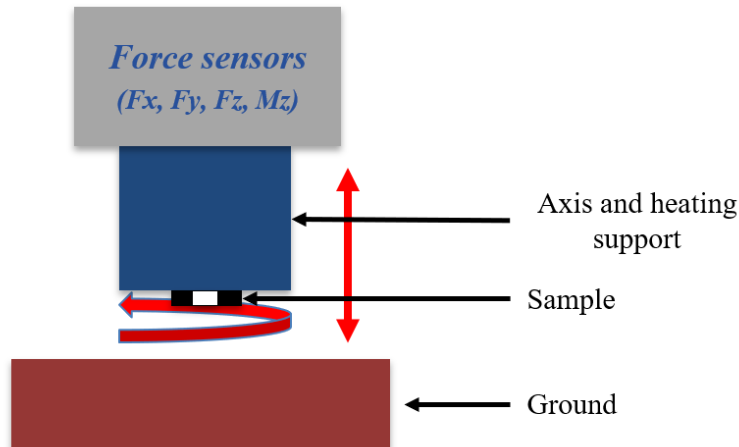 Force sensors
(Fx, Fy, Fz, Mz)
Axis and heating
support
Sample
Ground